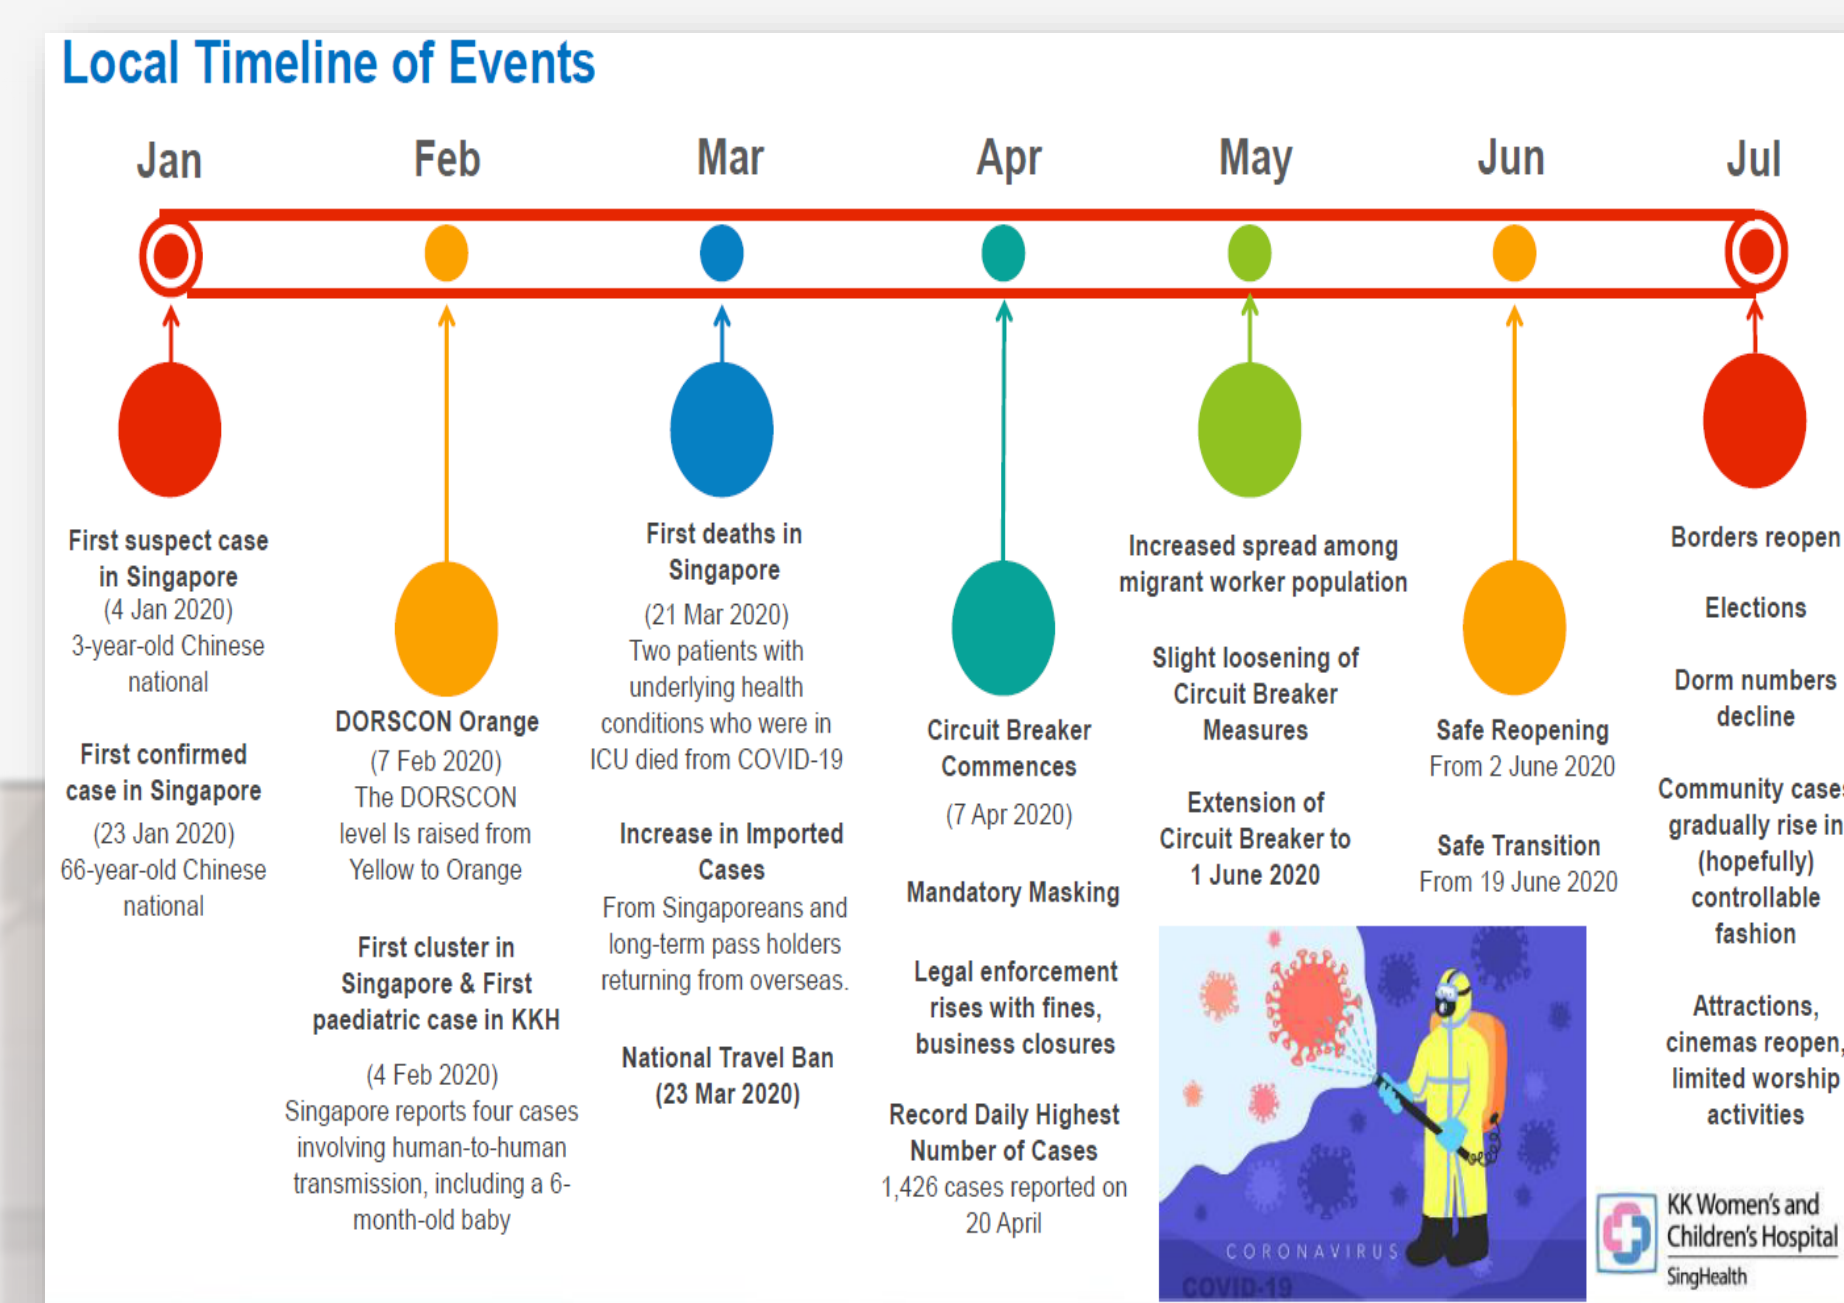 Local Timeline of Events
Jan
Feb
Mar
Apr
May
Jun
Jul
First suspect case
in Singapore
(4 Jan 2020)
3-year-old Chinese
national
First confirmed
case in Singapore
(23 Jan 2020)
66-year-old Chinese
national
DORSCON Orange
(7 Feb 2020)
The DORSCON
level Is raised from
Yellow to Orange
First cluster in
Singapore & First
paediatric case in KKH
(4 Feb 2020)
Singapore reports four cases
involving human-to-human
transmission, including a 6-
month-old baby
First deaths in
Singapore
(21 Mar 2020)
Two patients with
underlying health
conditions who were in
ICU died from COVID-19
Increase in Imported
Cases
From Singaporeans and
long-term pass holders
returning from overseas.
National Travel Ban
(23 Mar 2020)
Circuit Breaker
Commences
(7 Apr 2020)
Mandatory Masking
Legal enforcement
rises with fines,
business closures
Record Daily Highest
Number of Cases
1,426 cases reported on
20 April
Increased spread among
migrant worker population
Slight loosening of
Circuit Breaker
Measures
Extension of
Circuit Breaker to
1 June 2020
Safe Reopening
From 2 June 2020
Safe Transition
From 19 June 2020
CORONAVIRUS
COVID-19
Borders reopen
Elections
Dorm numbers
decline
Community cases
gradually rise in
(hopefully)
controllable
fashion
Attractions,
cinemas reopen,
limited worship
activities
KK Women's and
Children's Hospital
SingHealth